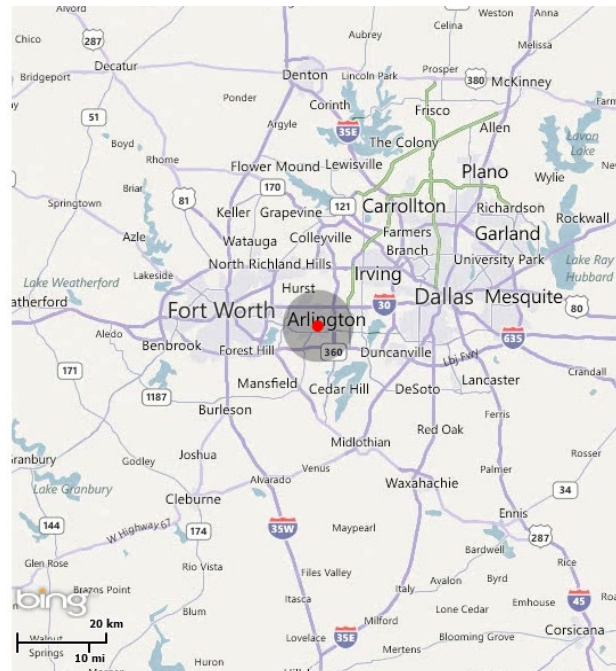 Alvord
Celina
Weston
Anna
Chico
287
Aubrey
Melissa
Decatur
Bridgeport
Denton
Lincoln Park
Prosper
380
McKinney
Ponder
Corinth
Frisco
51
35E
Argyle
Allen
Boyd
The Colony
Lavon
Lake
Rhome
Flower Mound
Lewisville
Plano
Wylie
Briar
170
Springtown
81
Keller
Grapevine
121
Carrollton
Richardson
Rockwall
Azle
Watauga
Colleyville
Farmers
Branch
Garland
University Park
Lake Ray
Hubbard
Lakeside
North Richland Hills
Irving
Lake Weatherford
Hurst
30
Dallas
Mesquite
80
atherford
Fort Worth
Arlington
Aledo
Benbrook
Forest Hill
360
Duncanville
Lbj Fwy
635
171
Crandall
Mansfield
Cedar Hill
DeSoto
Lancaster
1187
Burleson
Ferris
Red Oak
Midlothian
Rosser
Granbury
Godley
Joshua
Venus
Palmer
Lake Granbury
Alvarado
Waxahachie
34
Cleburne
144
W Highway 67
174
35W
Maypearl
Ennis
287
Bardwell
Glen Rose
Rio Vista
Files Valley
Rice
bing
Brazos Point
Itasca
Italy
Avalon
Byrd
45
Blum
Milford
Lone Cedar
Emhouse
20 km
Corsicana
Walnut
Springs
10 mi
Lovelace
35E
Blooming Grove
Mertens
Huron